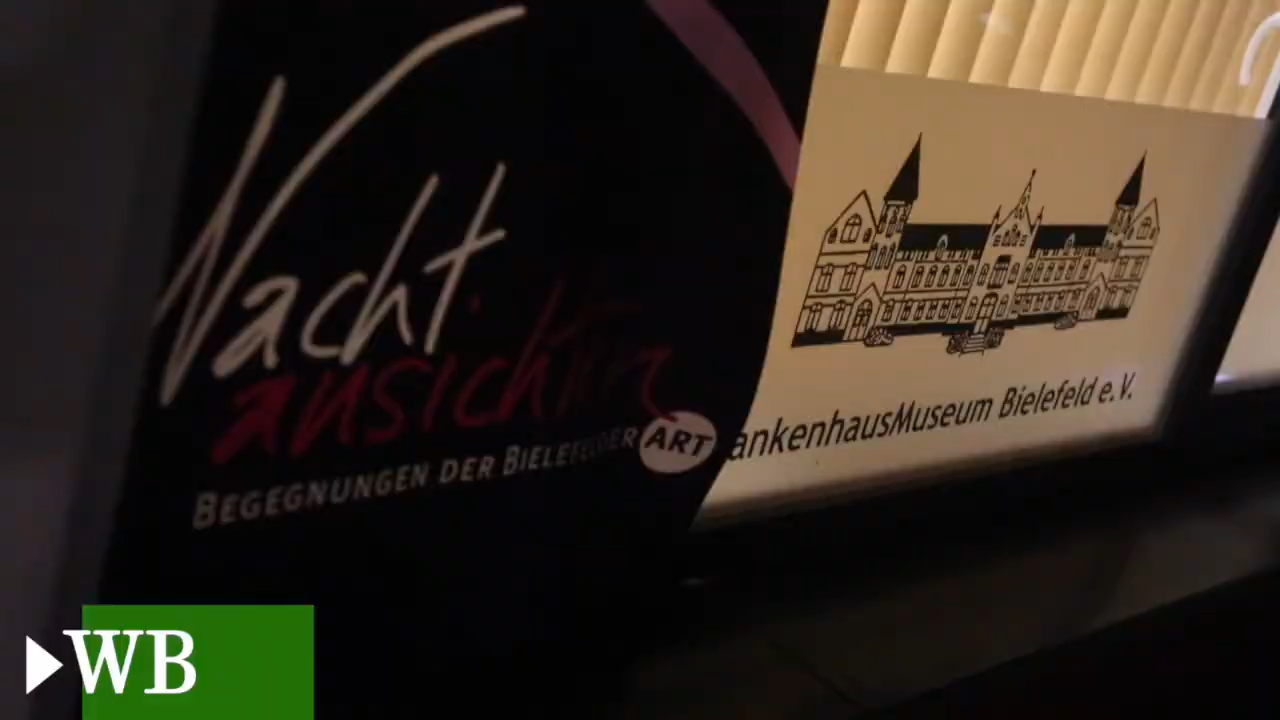 Nacht
ansichten
BEGEGNUNGEN DER BIELEFELDER ART
ankenhausMuseum Bielefeld e.V.
WB